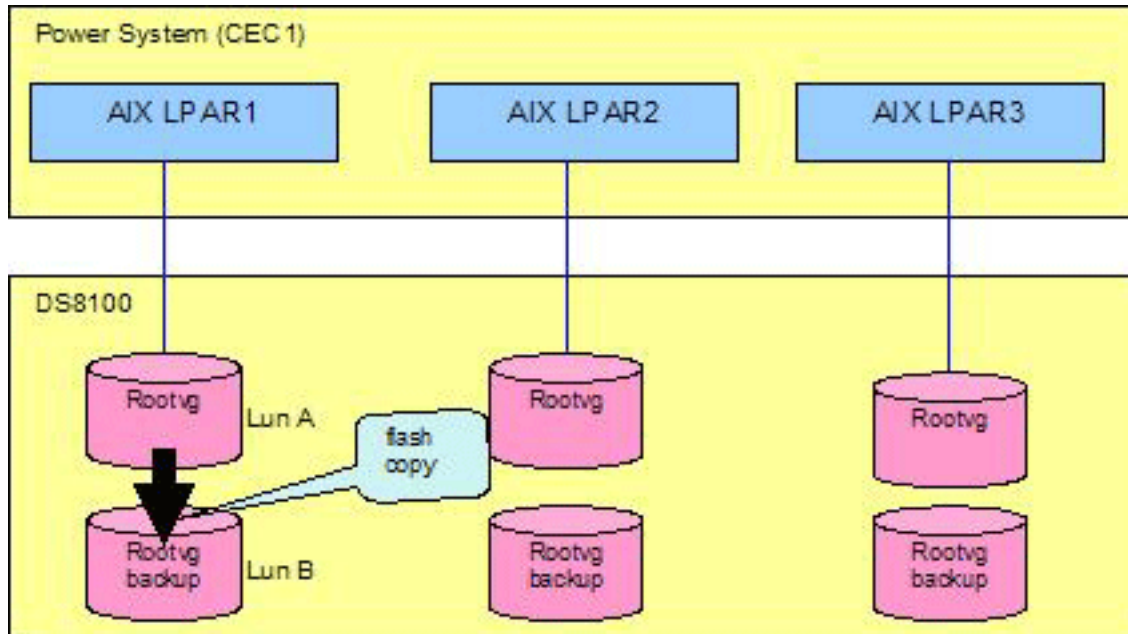 Power System (CEC1)
AIX LPAR1
AIX LPAR2
AIX LPAR3
DS8100
Rootvg
Lun A
flash
copy
Rootvg
Rootvg
Rootvg
backup
Lun B
Rootvg
backup
Rootvg
backup